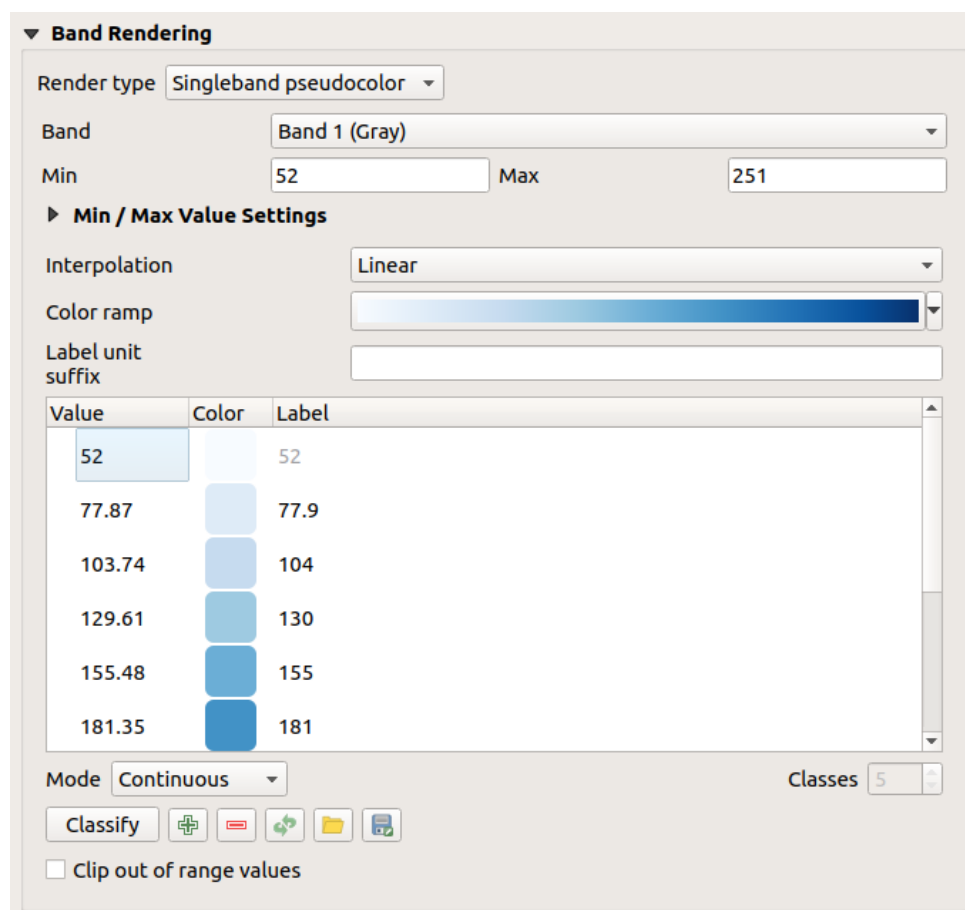 Band Rendering
Render type Singleband pseudocolor
Band Band 1 (Gray)
Min 52 Max 251
Min / Max Value Settings
Interpolation Linear
Color ramp
Label unit
suffix
Value Color Label
52 52
77.87 77.9
103.74 104
129.61 130
155.48 155
181.35 181
Mode Continuous Classes 5
Classify
Clip out of range values